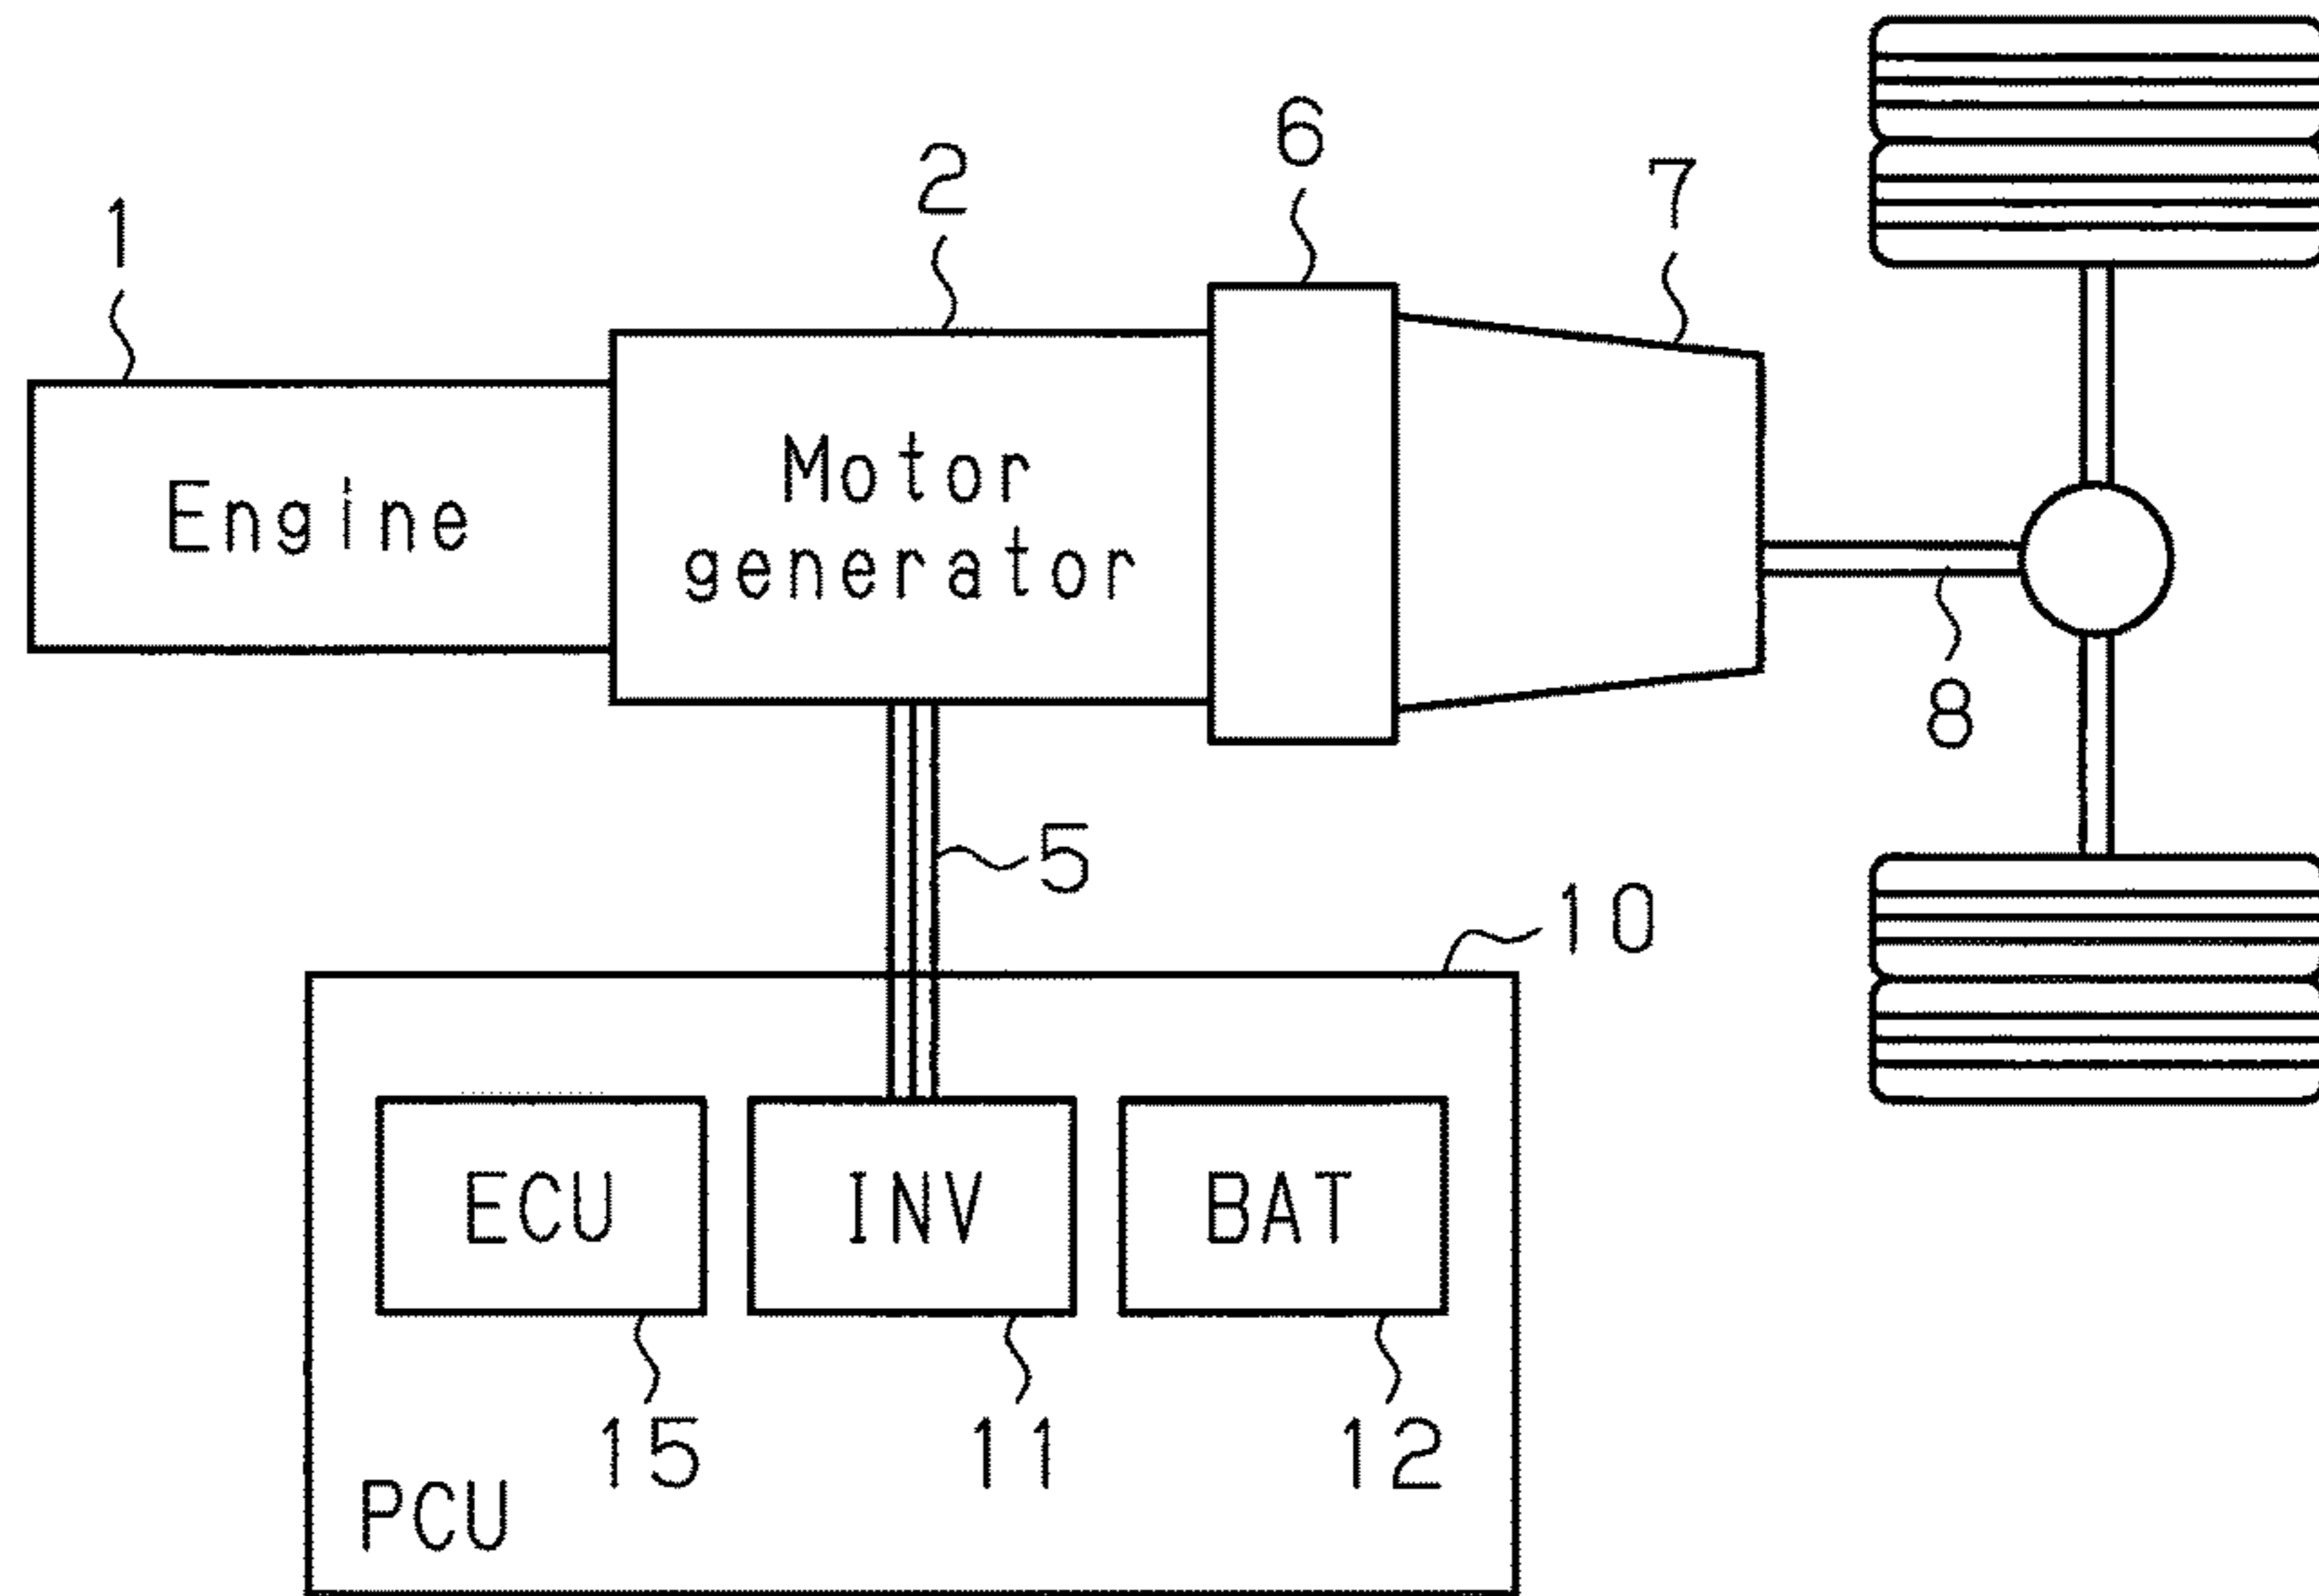 1
2
6
7
Engine
Motor
generator
8
5
10
ECU
INV
BAT
15
11
12
PCU